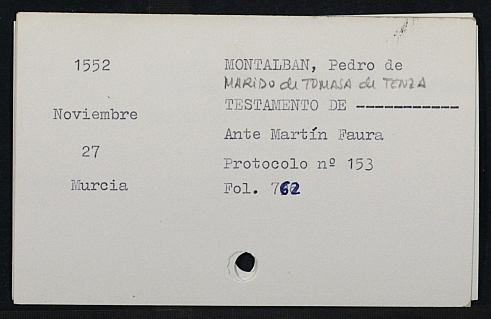 1552
Noviembre
27
Murcia
MONTALBAN, Pedro de
MARIDO de TOMASA de TENZA
TESTAMENTO DE -----------
Ante Martín Faura
Protocolo nº 153
Fol. 762